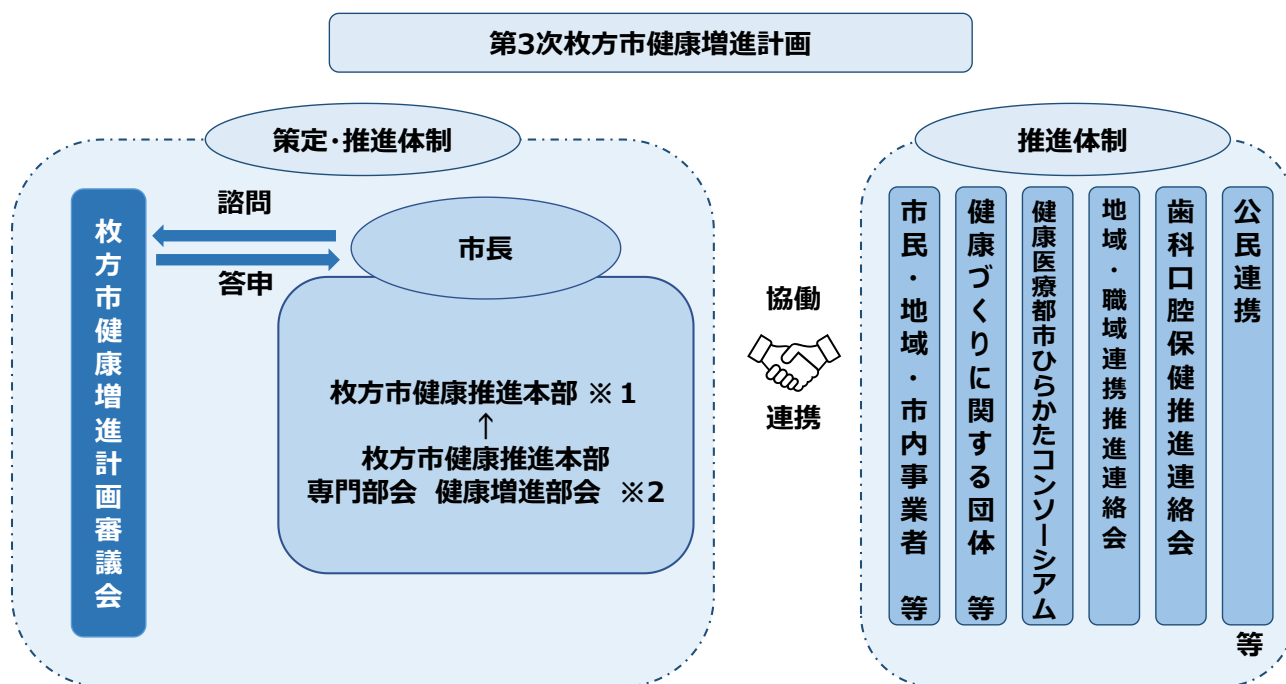 第3次枚方市健康増進計画
策定・推進体制
枚方市健康増進計画審議会
諮問
答申
市長
枚方市健康推進本部 ※1
↑
枚方市健康推進本部
専門部会 健康増進部会 ※2
協働
連携
推進体制
市民・地域・市内事業者 等
健康づくりに関する団体 等
健康医療都市ひらかたコンソーシアム
地域・職域連携推進連絡会
歯科口腔保健推進連絡会
公民連携
等